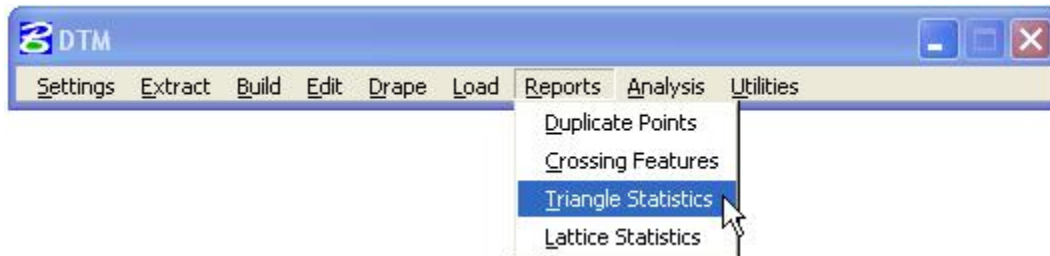 DTM
Settings Extract Build Edit Drape Load Reports Analysis Utilities
Duplicate Points
Crossing Features
Triangle Statistics
Lattice Statistics